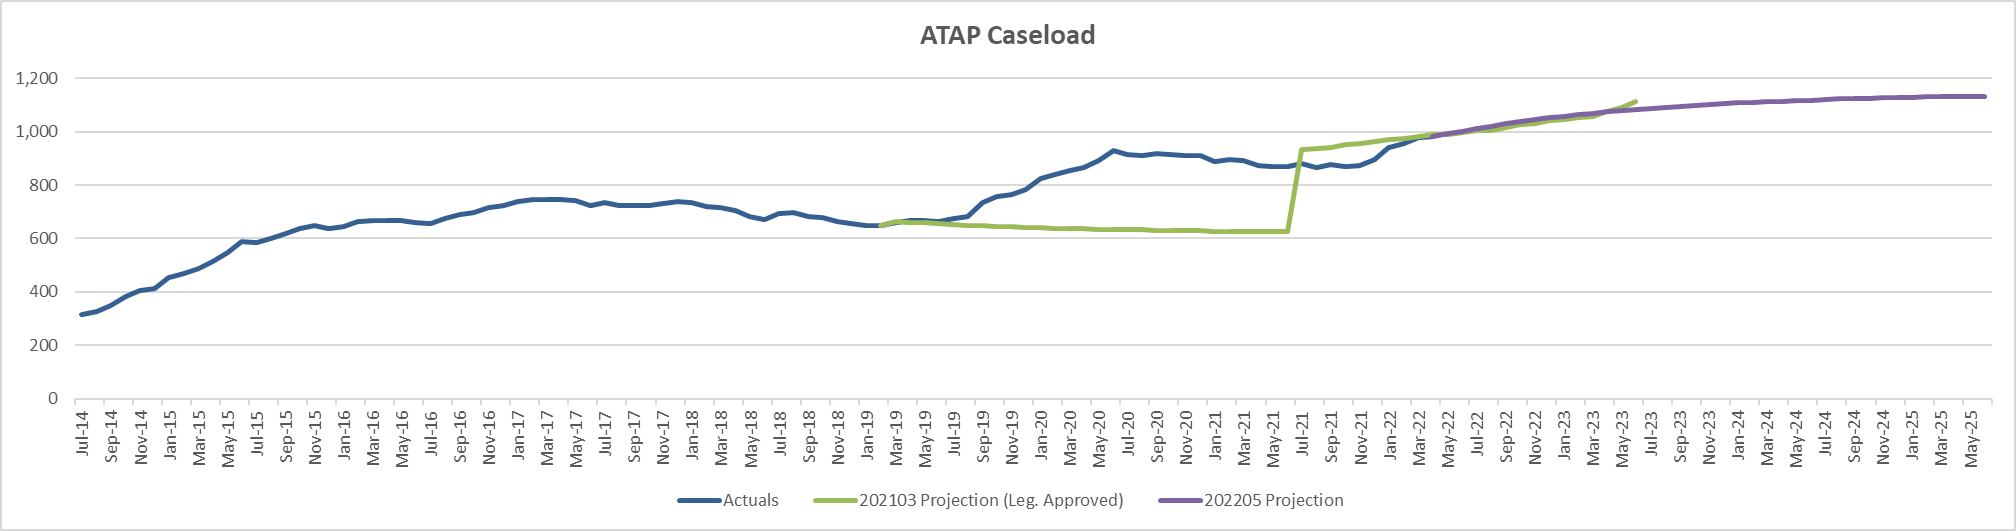 ATAP Caseload
1,200
1,000
800
600
400
200
0
Jul-14
Sep-14
Nov-14
Jan-15
Mar-15
May-15
Jul-15
Sep-15
Nov-15
Jan-16
Mar-16
May-16
Jul-16
Sep-16
Nov-16
Jan-17
Mar-17
May-17
Jul-17
Sep-17
Nov-17
Jan-18
Mar-18
May-18
Jul-18
Sep-18
Nov-18
Jan-19
Mar-19
May-19
Jul-19
Sep-19
Nov-19
Jan-20
Mar-20
May-20
Jul-20
Sep-20
Nov-20
Jan-21
Mar-21
May-21
Jul-21
Sep-21
Nov-21
Jan-22
Mar-22
May-22
Jul-22
Sep-22
Nov-22
Jan-23
Mar-23
May-23
Jul-23
Sep-23
Nov-23
Jan-24
Mar-24
May-24
Jul-24
Sep-24
Nov-24
Jan-25
Mar-25
May-25
Actuals
202103 Projection (Leg. Approved)
202205 Projection